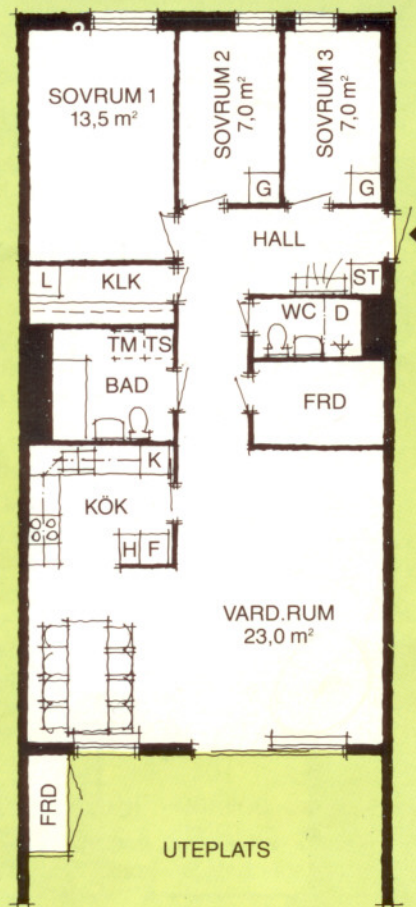 SOVRUM 1
13,5 m²
SOVRUM 2
7,0 m²
SOVRUM 3
7,0 m²
G
G
HALL
L
KLK
ST
WC
D
TM
TS
BAD
FRD
K
KÖK
H
F
VARD.RUM
23,0 m²
FRD
UTEPLATS